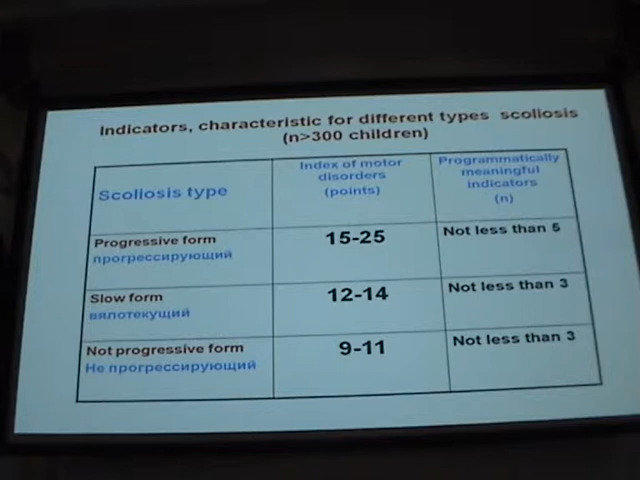 Indicators, characteristic for different types scoliosis
(n>300 children)
Scoliosis type
Index of motor
disorders
(points)
Programmatically
meaningful
indicators
(n)
Progressive form
прогрессирующий
15-25
Not less than 5
Slow form
вялотекущий
12-14
Not less than 3
Not progressive form
Не прогрессирующий
9-11
Not less than 3